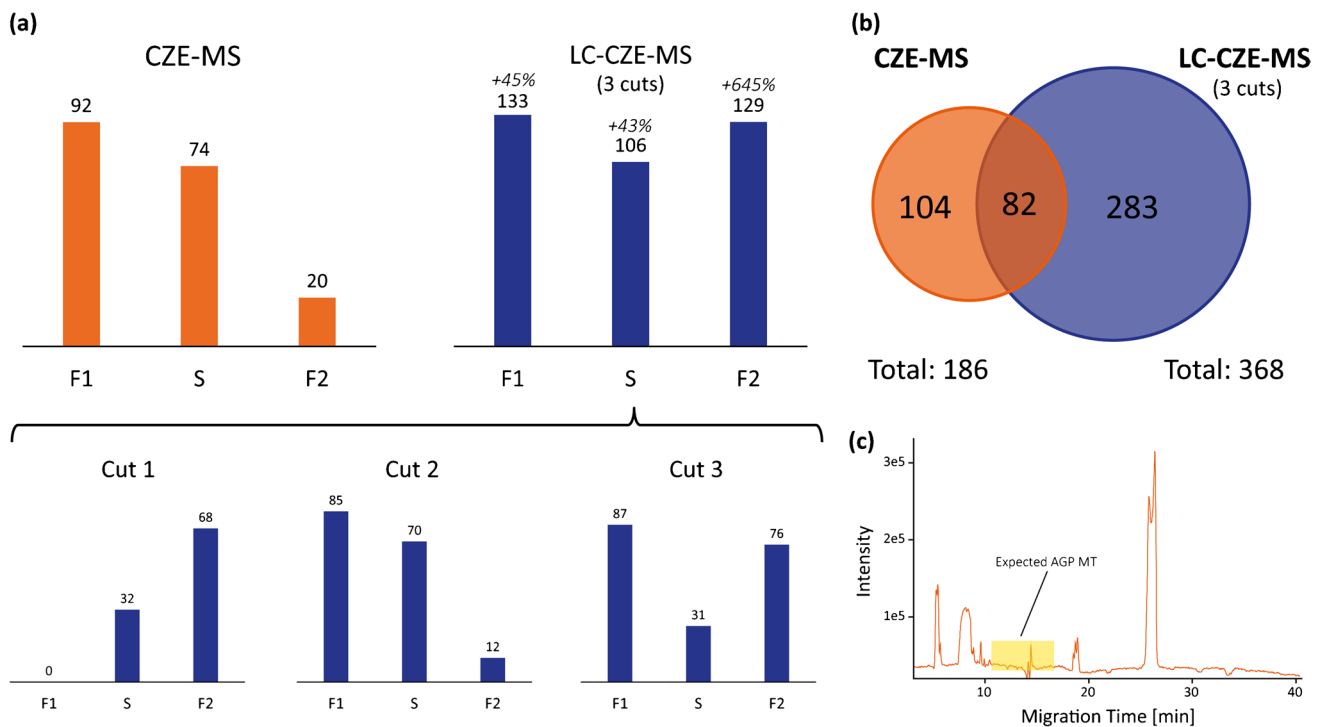 (a)
CZE-MS
92
74
20
F1 S F2
LC-CZE-MS
(3 cuts)
+45%
133
+43%
106
+645%
129
F1 S F2
Cut 1
0
32
68
F1 S F2
Cut 2
85
70
12
F1 S F2
Cut 3
87
31
76
F1 S F2
(b)
CZE-MS
LC-CZE-MS
(3 cuts)
104 82 283
Total: 186
Total: 368
(c)
3e5
2e5
1e5
Intensity
Expected AGP MT
10 20 30 40
Migration Time [min]